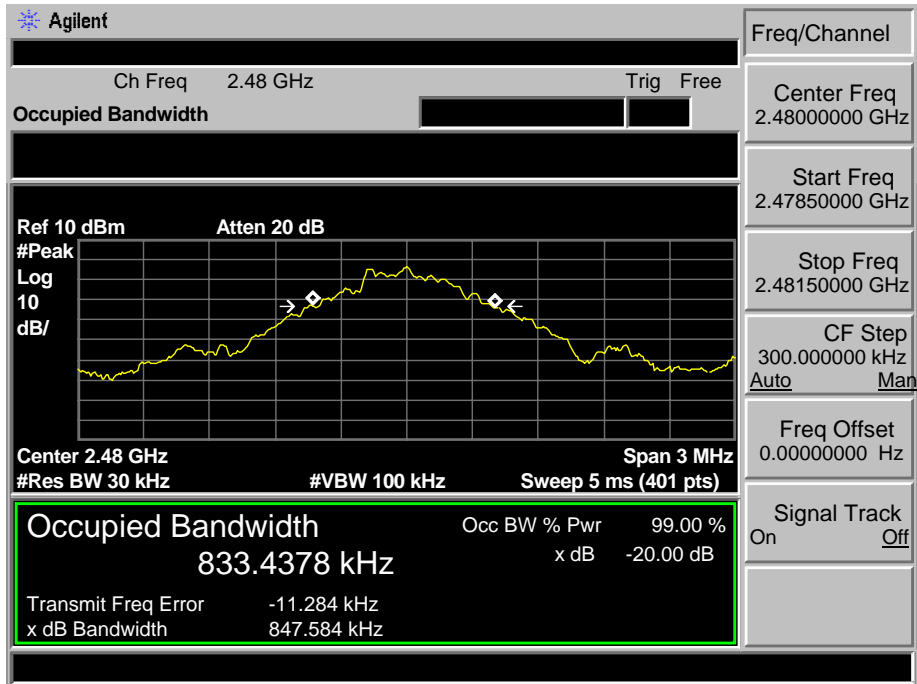 Agilent
Freq/Channel
Ch Freq 2.48 GHz Trig Free
Occupied Bandwidth
Center Freq
2.48000000 GHz
Start Freq
2.47850000 GHz
Stop Freq
2.48150000 GHz
CF Step
300.000000 kHz
Auto Man
Freq Offset
0.00000000 Hz
Signal Track
On Off
Ref 10 dBm Atten 20 dB
#Peak
Log
10
dB/
Center 2.48 GHz Span 3 MHz
#Res BW 30 kHz #VBW 100 kHz Sweep 5 ms (401 pts)
Occupied Bandwidth Occ BW % Pwr 99.00 %
833.4378 kHz x dB -20.00 dB
Transmit Freq Error -11.284 kHz
x dB Bandwidth 847.584 kHz